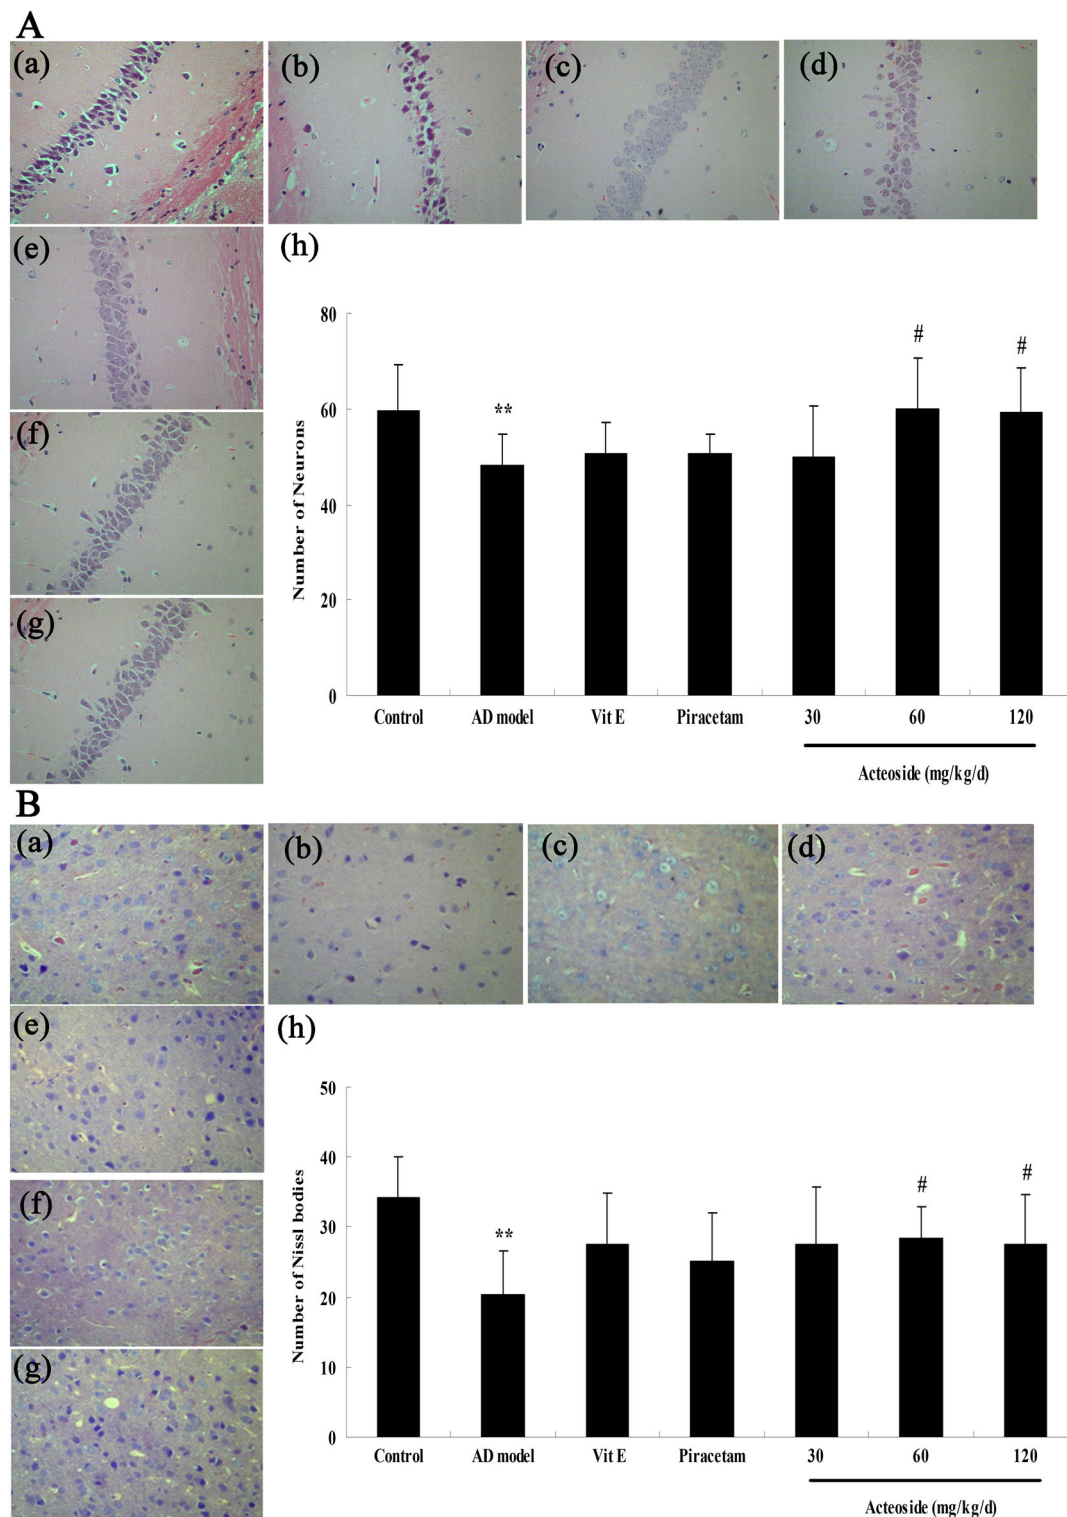 A
(a)
(b)
(c)
(d)
(e)
(h)
(f)
(g)
80
60
40
20
0
Number of Neurons
**
#
#
Control AD model Vit E Piracetam 30 60 120
Acteoside (mg/kg/d)
B
(a)
(b)
(c)
(d)
(e)
(h)
(f)
(g)
50
40
30
20
10
0
Number of Nissl bodies
**
#
#
Control AD model Vit E Piracetam 30 60 120
Acteoside (mg/kg/d)